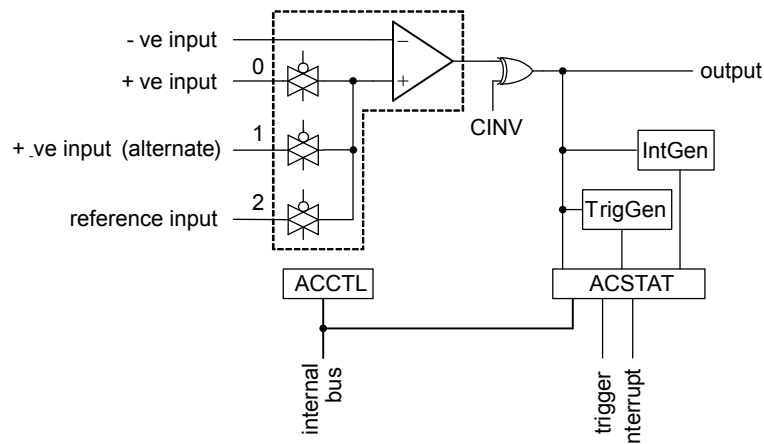 - ve input
0
+ ve input
output
CINV
1
+ -ve input (alternate)
IntGen
2
reference input
TrigGen
−
+
ACCTL
ACSTAT
internal
bus
trigger
nterrupt